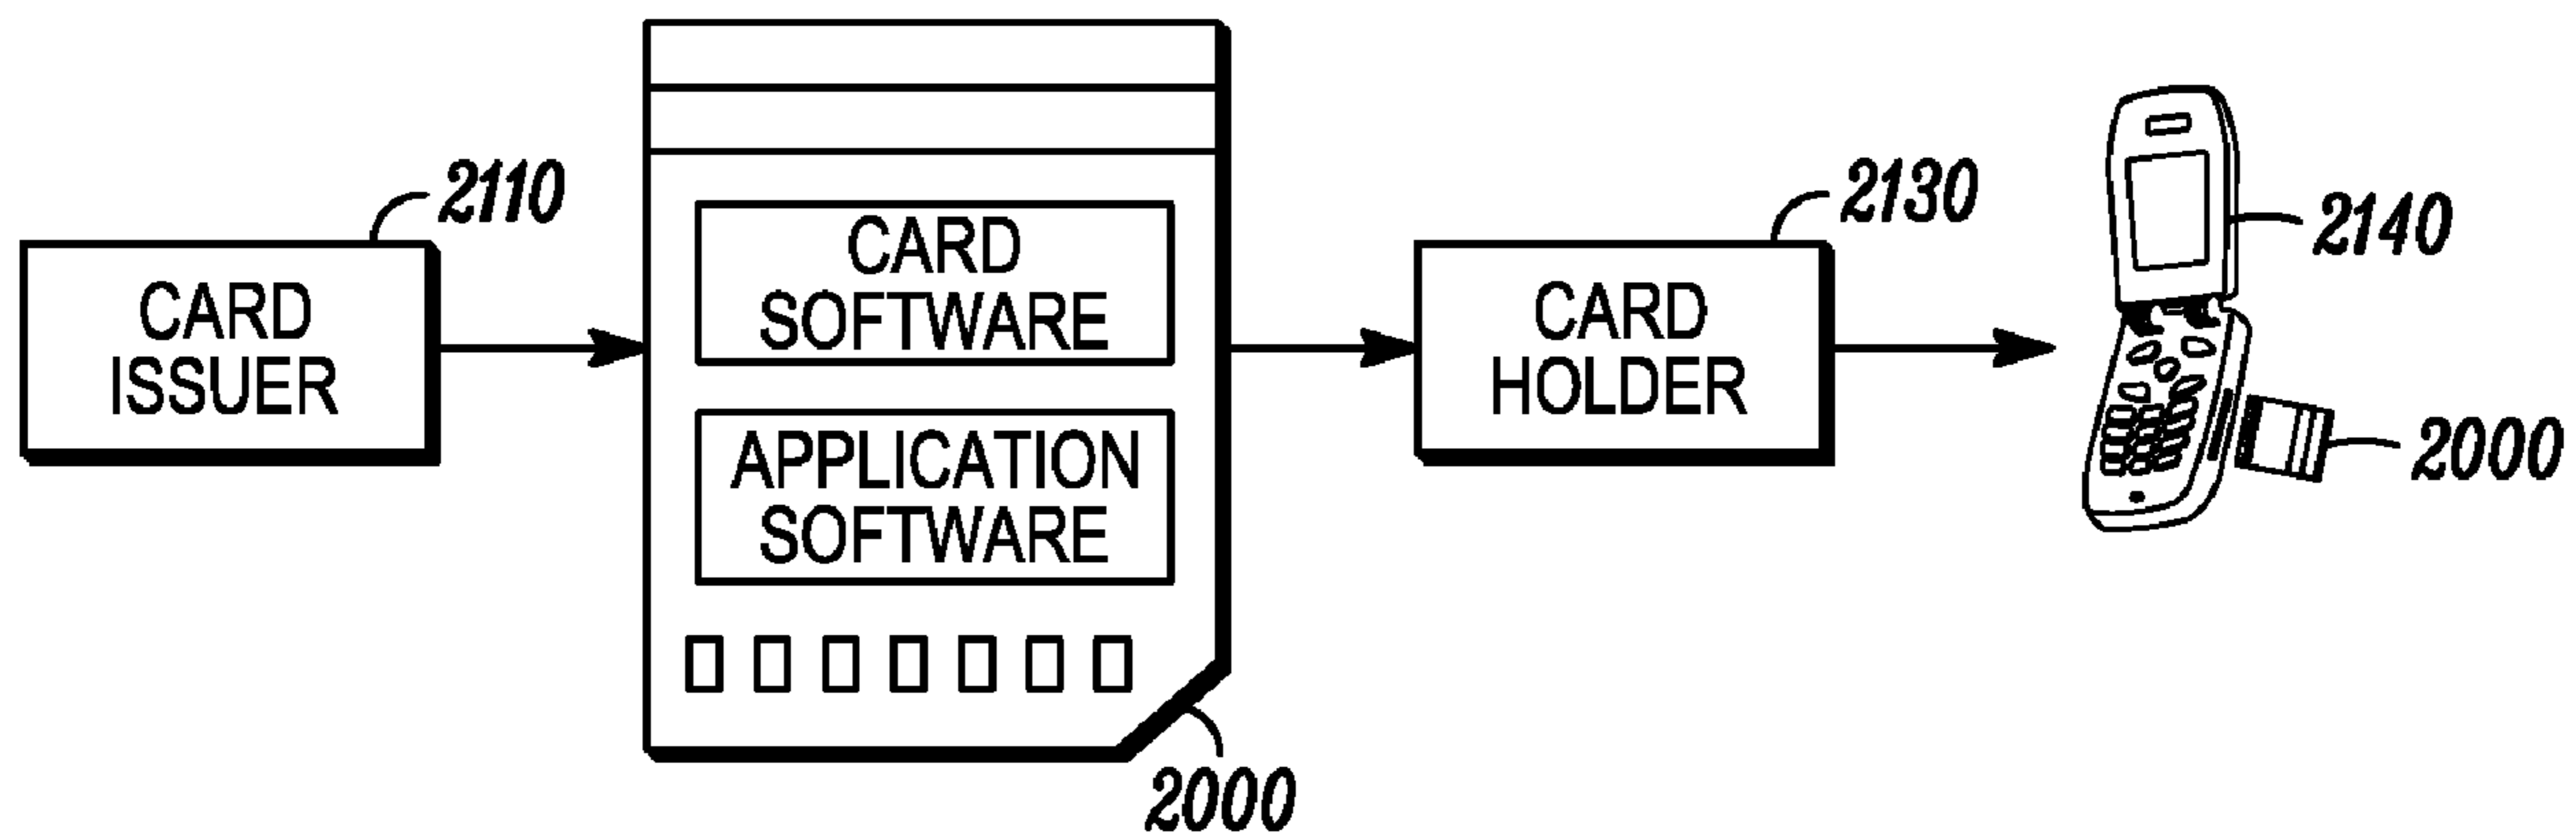 2110
CARD
ISSUER
CARD
SOFTWARE
APPLICATION
SOFTWARE
2000
2130
CARD
HOLDER
2140
2000